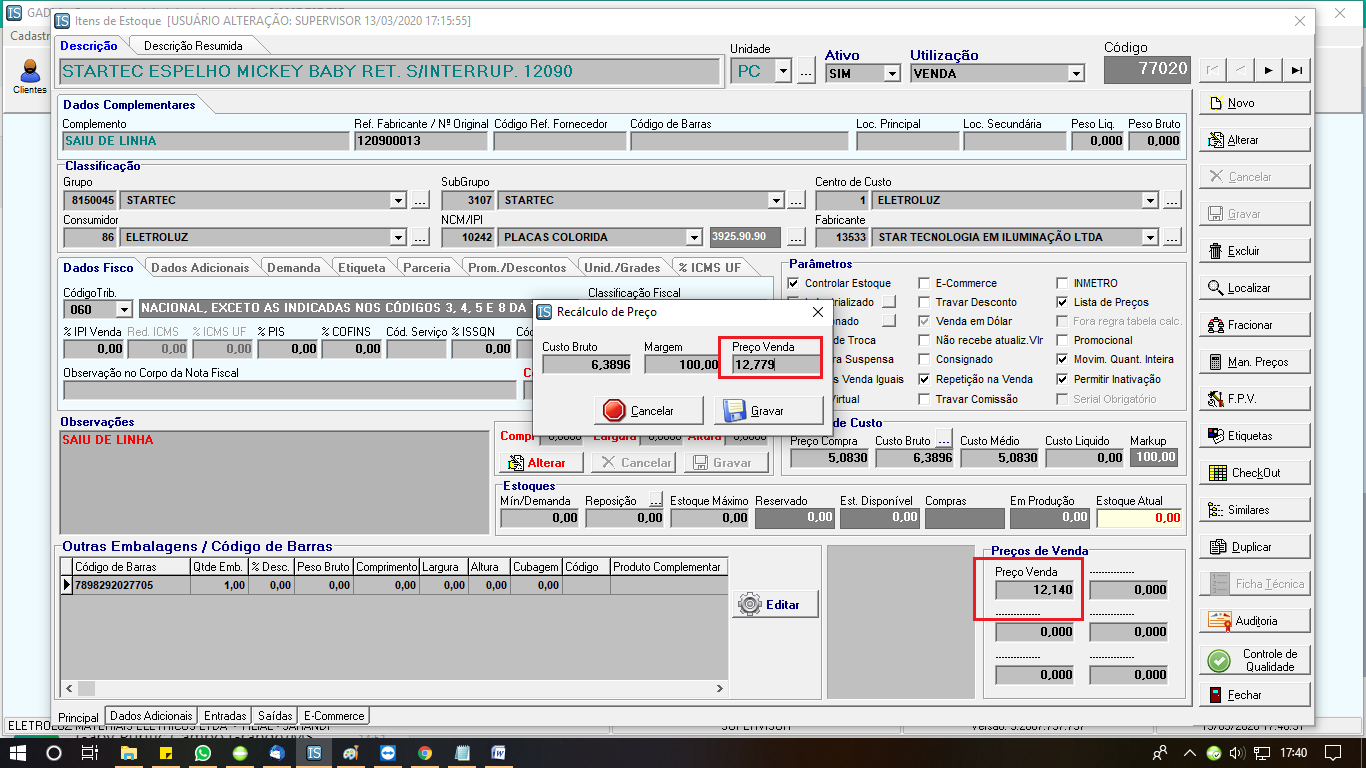 Itens de Estoque [USUÁRIO ALTERAÇÃO: SUPERVISOR 13/03/2020 17:15:55]
Cadastr
Clientes
Descrição Descrição Resumida
STARTEC ESPELHO MICKEY BABY RET. S/INTERRUP. 12090
Unidade
PC ...
Ativo
SIM
Utilização
VENDA
Código
77020
Dados Complementares
Complemento Ref. Fabricante / Nº Original Código Ref. Fornecedor Código de Barras Loc. Principal Loc. Secundária Peso Liq. Peso Bruto
SAIU DE LINHA 120900013 0,000 0,000
Classificação
Grupo SubGrupo Centro de Custo
8150045 STARTEC ... 3107 STARTEC ... 1 ELETROLUZ ...
Consumidor NCM/IPI Fabricante
86 ELETROLUZ ... 10242 PLACAS COLORIDA 3925.90.90 ... 13533 STAR TECNOLOGIA EM ILUMINAÇÃO LTDA ...
Dados Fisco Dados Adicionais Demanda Etiqueta Parceria Prom./Descontos Unid./Grades % ICMS UF
CódigoTrib. Classificação Fiscal
060 NACIONAL, EXCETO AS INDICADAS NOS CÓDIGOS 3, 4, 5 E 8 DA
% IPI Venda Red. ICMS % ICMS UF % PIS % COFINS Cód. Serviço % ISSQN Có
0,00 0,00 0,00 0,00 0,00 0,00
Observação no Corpo da Nota Fiscal
Parâmetros
Controlar Estoque E-Commerce INMETRO
Travar Desconto Lista de Preços
Venda em Dólar Fora regra tabela calc.
de Troca Não recebe atualiz.Vlr Promocional
Suspensa Consignado Movim. Quant. Inteira
Venas Iguais Repetição na Venda Permitir Inativação
Travar Comissão Serial Obrigatório
Recálculo de Preço
Custo Bruto Margem Preço Venda
6,3896 100,00 12,779
Cancelar Gravar
Observações
SAIU DE LINHA
Alterar Cancelar Gravar
de Custo
Preço Compra Custo Bruto ... Custo Médio Custo Liquido Markup
5,0830 6,3896 5,0830 0,00 100,00
Estoques
Mín/Demanda Reposição ... Estoque Máximo Reservado Est. Disponível Compras Em Produção Estoque Atual
0,00 0,00 0,00 0,00 0,00 0,00 0,00
Outras Embalagens / Código de Barras
Código de Barras Qtde Emb. % Desc. Peso Bruto Comprimento Largura Altura Cubagem Código Produto Complementar
7898292027705 1,00 0,00 0,00 0,00 0,00 0,00 0,00
Editar
Preços de Venda
Preço Venda --------------
12,140 0,000
-------------- --------------
0,000 0,000
-------------- --------------
0,000 0,000
Novo
Alterar
Cancelar
Gravar
Excluir
Localizar
Fracionar
Man. Preços
F.P.V.
Etiquetas
CheckOut
Similares
Duplicar
Ficha Técnica
Auditoria
Controle de
Qualidade
Fechar
Principal Dados Adicionais Entradas Saídas E-Commerce
17:40